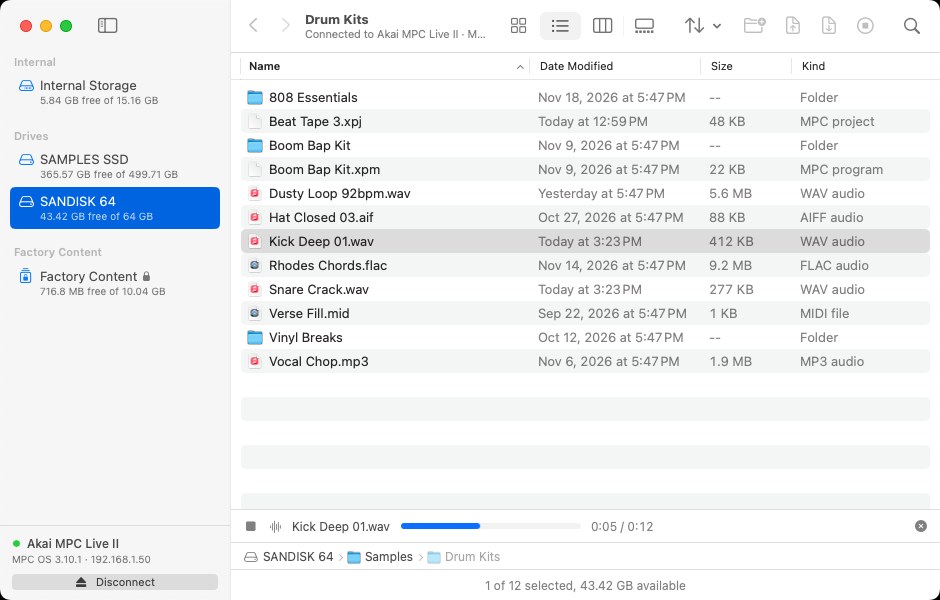 Drum Kits
Connected to Akai MPC Live II · M...
Internal
Internal Storage
5.84 GB free of 15.16 GB
Drives
SAMPLES SSD
365.57 GB free of 499.71 GB
SANDISK 64
43.42 GB free of 64 GB
Factory Content
Factory Content
716.8 MB free of 10.04 GB
Akai MPC Live II
MPC OS 3.10.1 · 192.168.1.50
Disconnect
Name Date Modified Size Kind
808 Essentials Nov 18, 2026 at 5:47 PM -- Folder
Beat Tape 3.xpj Today at 12:59 PM 48 KB MPC project
Boom Bap Kit Nov 9, 2026 at 5:47 PM -- Folder
Boom Bap Kit.xpm Nov 9, 2026 at 5:47 PM 22 KB MPC program
Dusty Loop 92bpm.wav Yesterday at 5:47 PM 5.6 MB WAV audio
Hat Closed 03.aif Oct 27, 2026 at 5:47 PM 88 KB AIFF audio
Kick Deep 01.wav Today at 3:23 PM 412 KB WAV audio
Rhodes Chords.flac Nov 14, 2026 at 5:47 PM 9.2 MB FLAC audio
Snare Crack.wav Today at 3:23 PM 277 KB WAV audio
Verse Fill.mid Sep 22, 2026 at 5:47 PM 1 KB MIDI file
Vinyl Breaks Oct 12, 2026 at 5:47 PM -- Folder
Vocal Chop.mp3 Nov 6, 2026 at 5:47 PM 1.9 MB MP3 audio
Kick Deep 01.wav 0:05 / 0:12
SANDISK 64 › Samples › Drum Kits
1 of 12 selected, 43.42 GB available